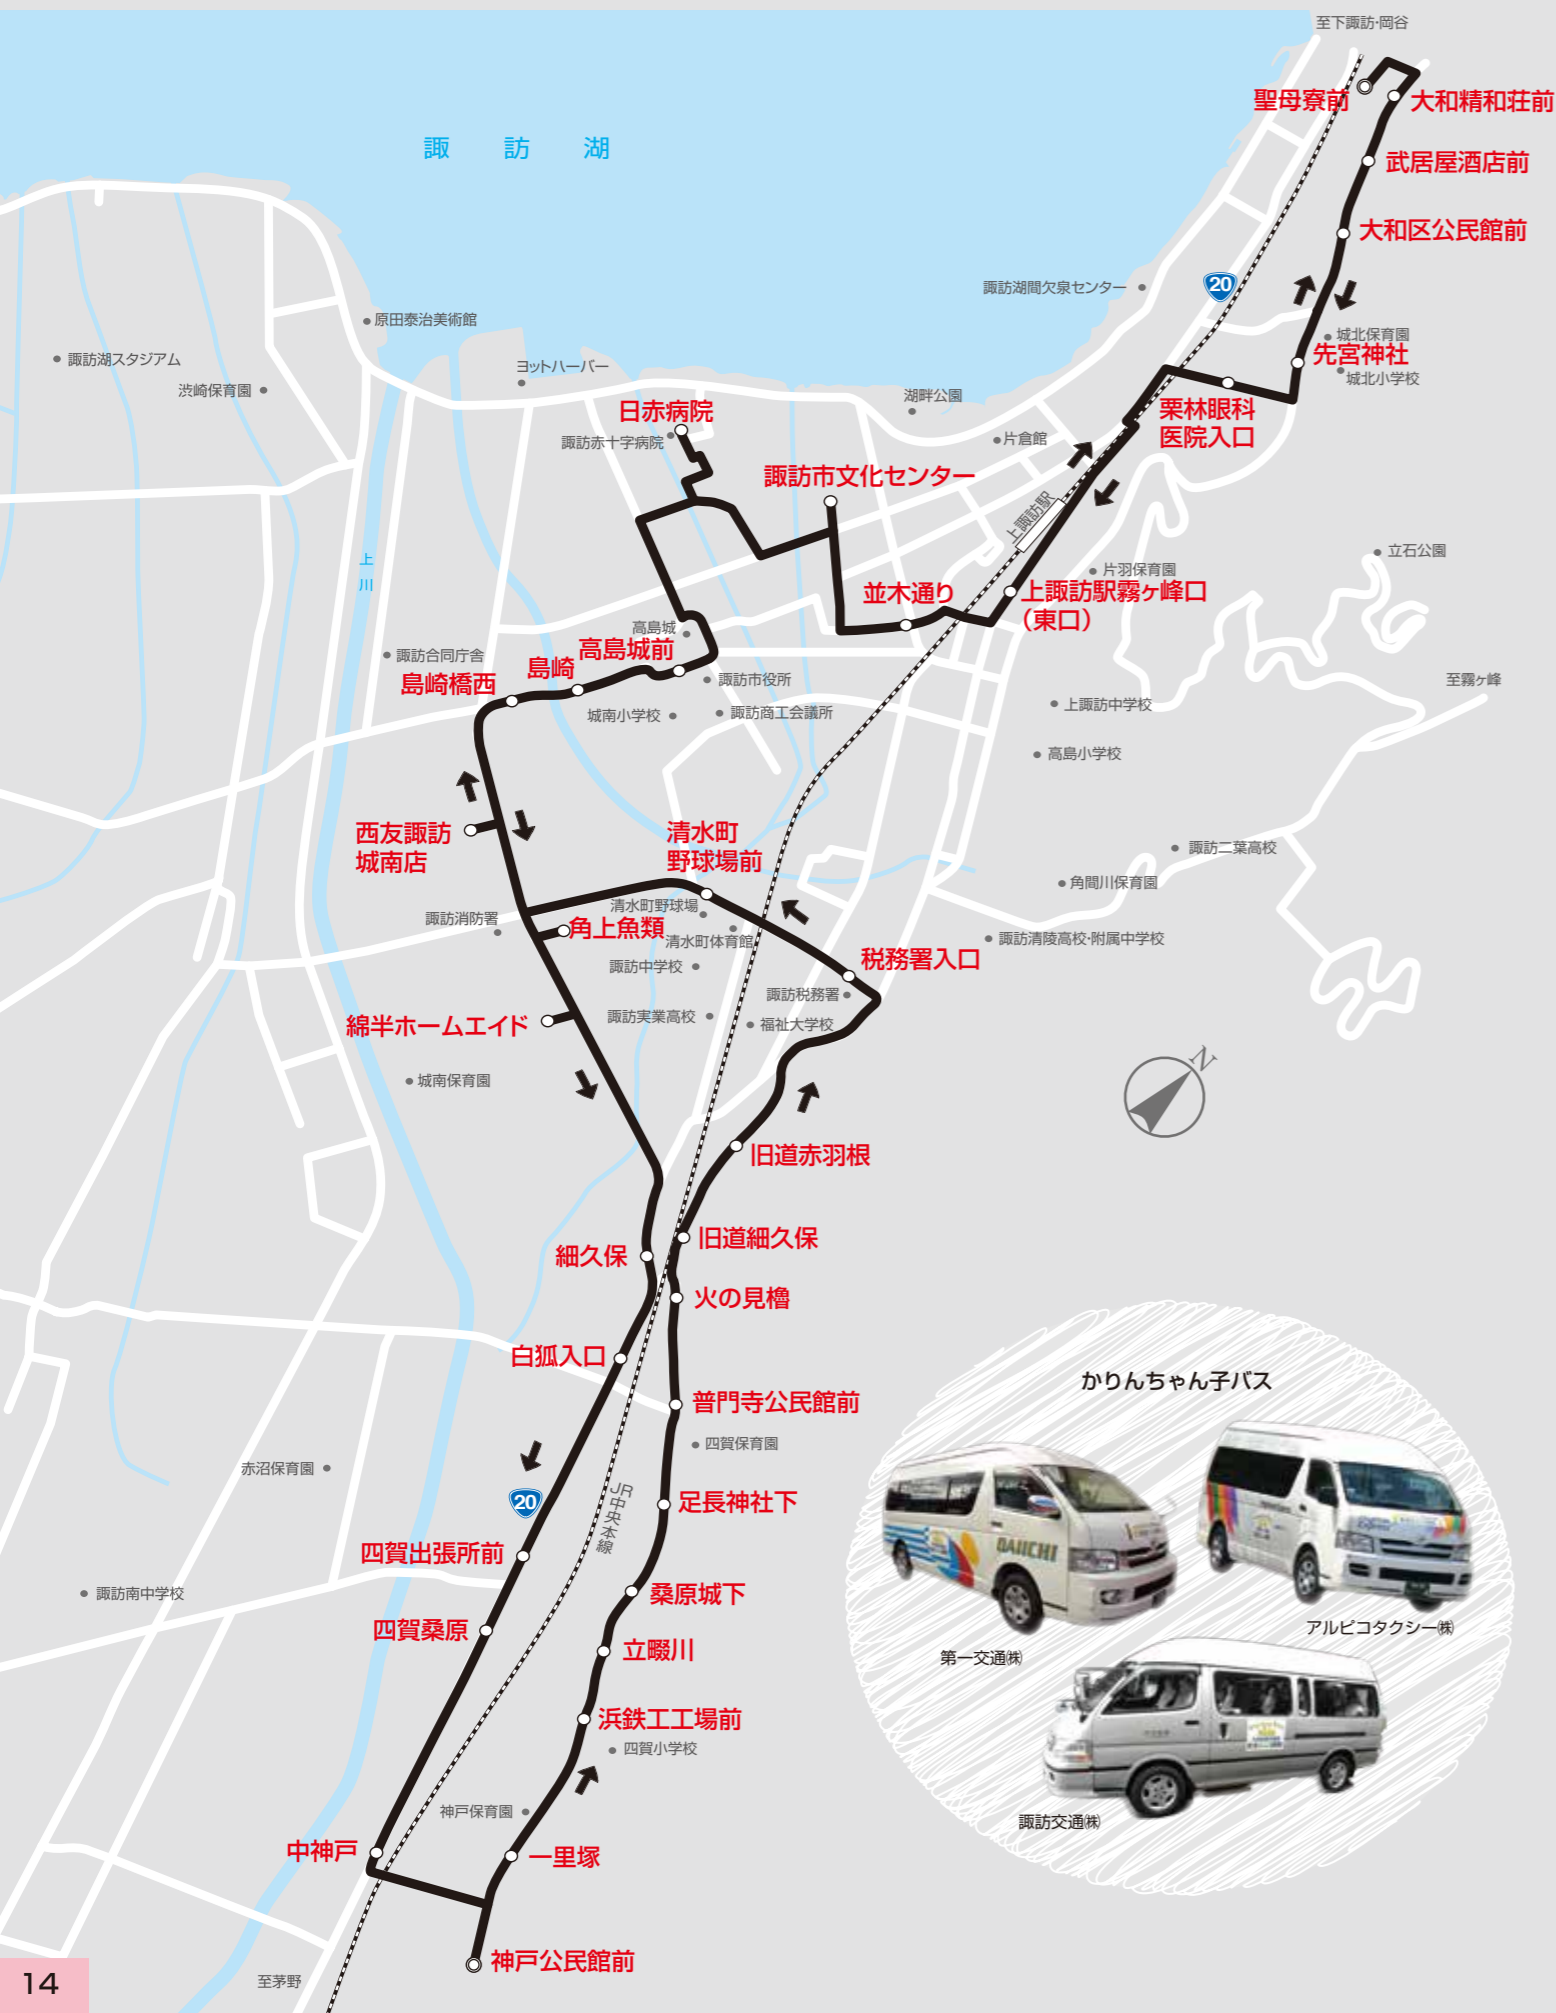 至下諏訪・岡谷
聖母寮前
大和精和荘前
諏訪湖
武居屋酒店前
大和区公民館前
諏訪湖間欠泉センター
20
原田泰治美術館
城北保育園
先宮神社
城北小学校
諏訪湖スタジアム
ヨットハーバー
渋崎保育園
湖畔公園
日赤病院
諏訪赤十字病院
栗林眼科
医院入口
片倉館
諏訪市文化センター
上諏訪駅
立石公園
上川
片羽保育園
並木通り
上諏訪駅霧ヶ峰口
(東口)
高島城
高島城前
諏訪合同庁舎
島崎
島崎橋西
諏訪市役所
至霧ヶ峰
城南小学校
諏訪商工会議所
上諏訪中学校
高島小学校
西友諏訪
城南店
清水町
野球場前
諏訪二葉高校
角間川保育園
清水町野球場
諏訪消防署
角上魚類
清水町体育館
諏訪清陵高校・附属中学校
税務署入口
諏訪中学校
諏訪税務署
綿半ホームエイド
諏訪実業高校
福祉大学校
城南保育園
N
旧道赤羽根
旧道細久保
細久保
火の見櫓
白狐入口
かりんちゃん子バス
普門寺公民館前
四賀保育園
赤沼保育園
20
JR中央本線
足長神社下
DAIICHI
四賀出張所前
諏訪南中学校
桑原城下
四賀桑原
アルピコタクシー㈱
立畷川
第一交通㈱
浜鉄工工場前
四賀小学校
神戸保育園
諏訪交通㈱
中神戸
一里塚
神戸公民館前
至茅野
14